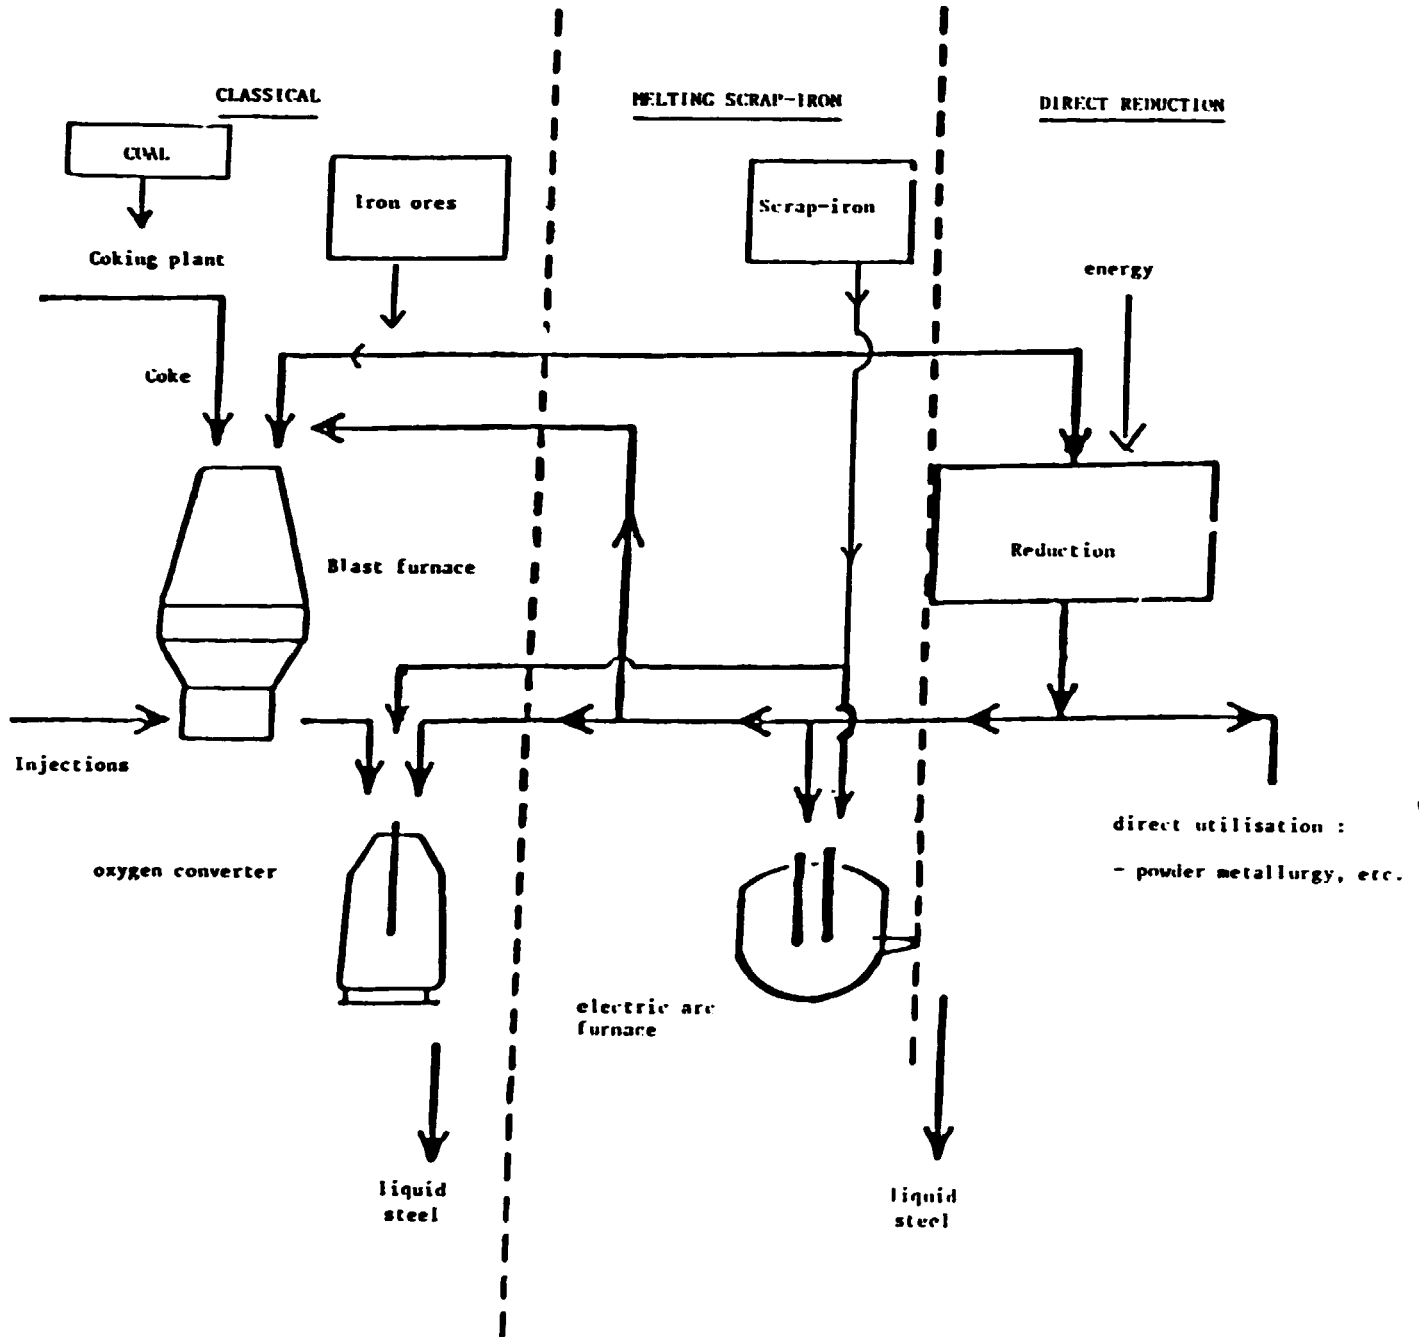 CLASSICAL
MELTING SCRAP-IRON
DIRECT REDUCTION
COAL
Iron ores
Scrap-iron
Coking plant
energy
Coke
Blast furnace
Reduction
Injections
direct utilisation :
- powder metallurgy, etc.
oxygen converter
electric arc
furnace
liquid
steel
liquid
steel